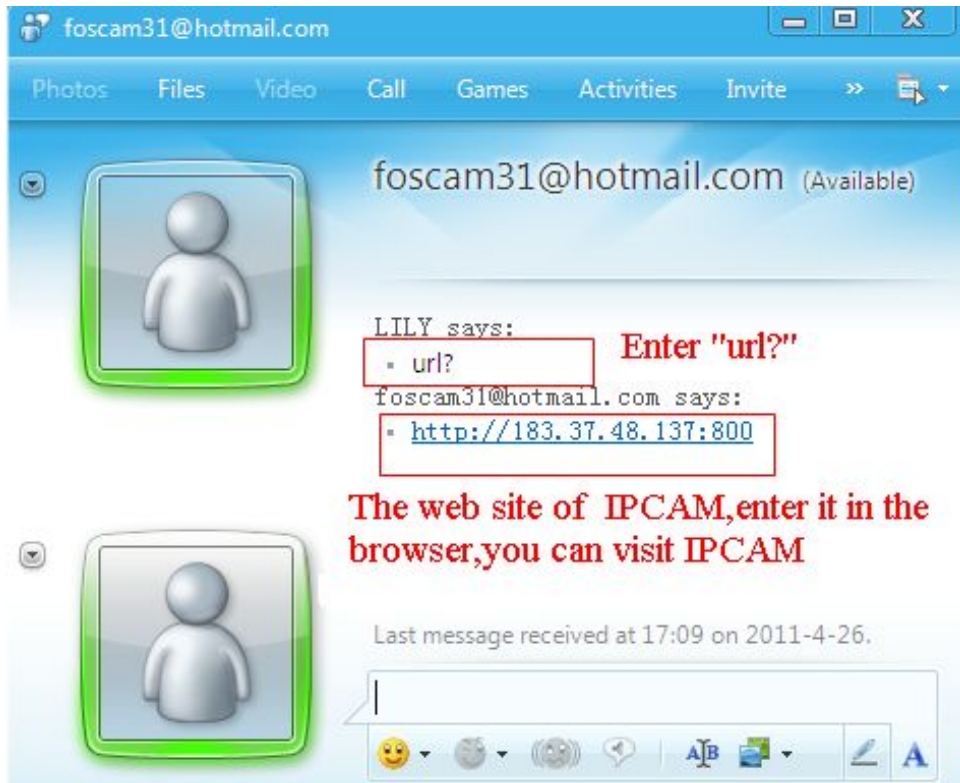 foscam31@hotmail.com
Photos Files Video Call Games Activities Invite »
foscam31@hotmail.com (Available)
LILY says:
url?
Enter "url?"
foscam31@hotmail.com says:
http://183.37.48.137:800
The web site of IPCAM,enter it in the
browser,you can visit IPCAM
Last message received at 17:09 on 2011-4-26.
AB A